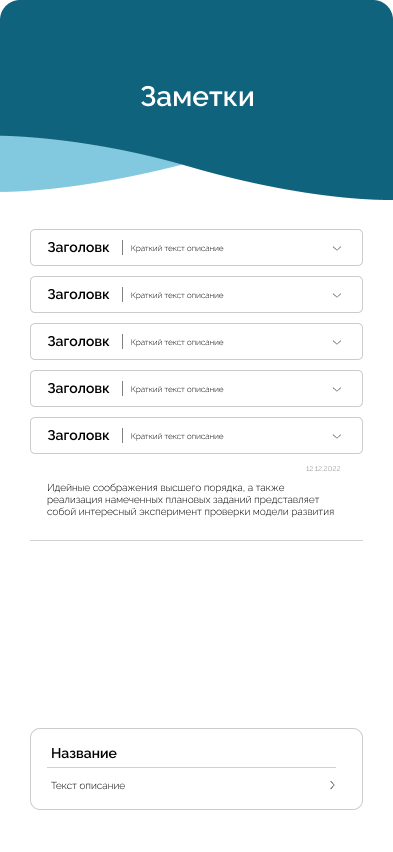 Заметки
Заголовк | Краткий текст описание
Заголовк | Краткий текст описание
Заголовк | Краткий текст описание
Заголовк | Краткий текст описание
Заголовк | Краткий текст описание
12.12.2022
Идейные соображения высшего порядка, а также
реализация намеченных плановых заданий представляет
собой интересный эксперимент проверки модели развития
Название
Текст описание